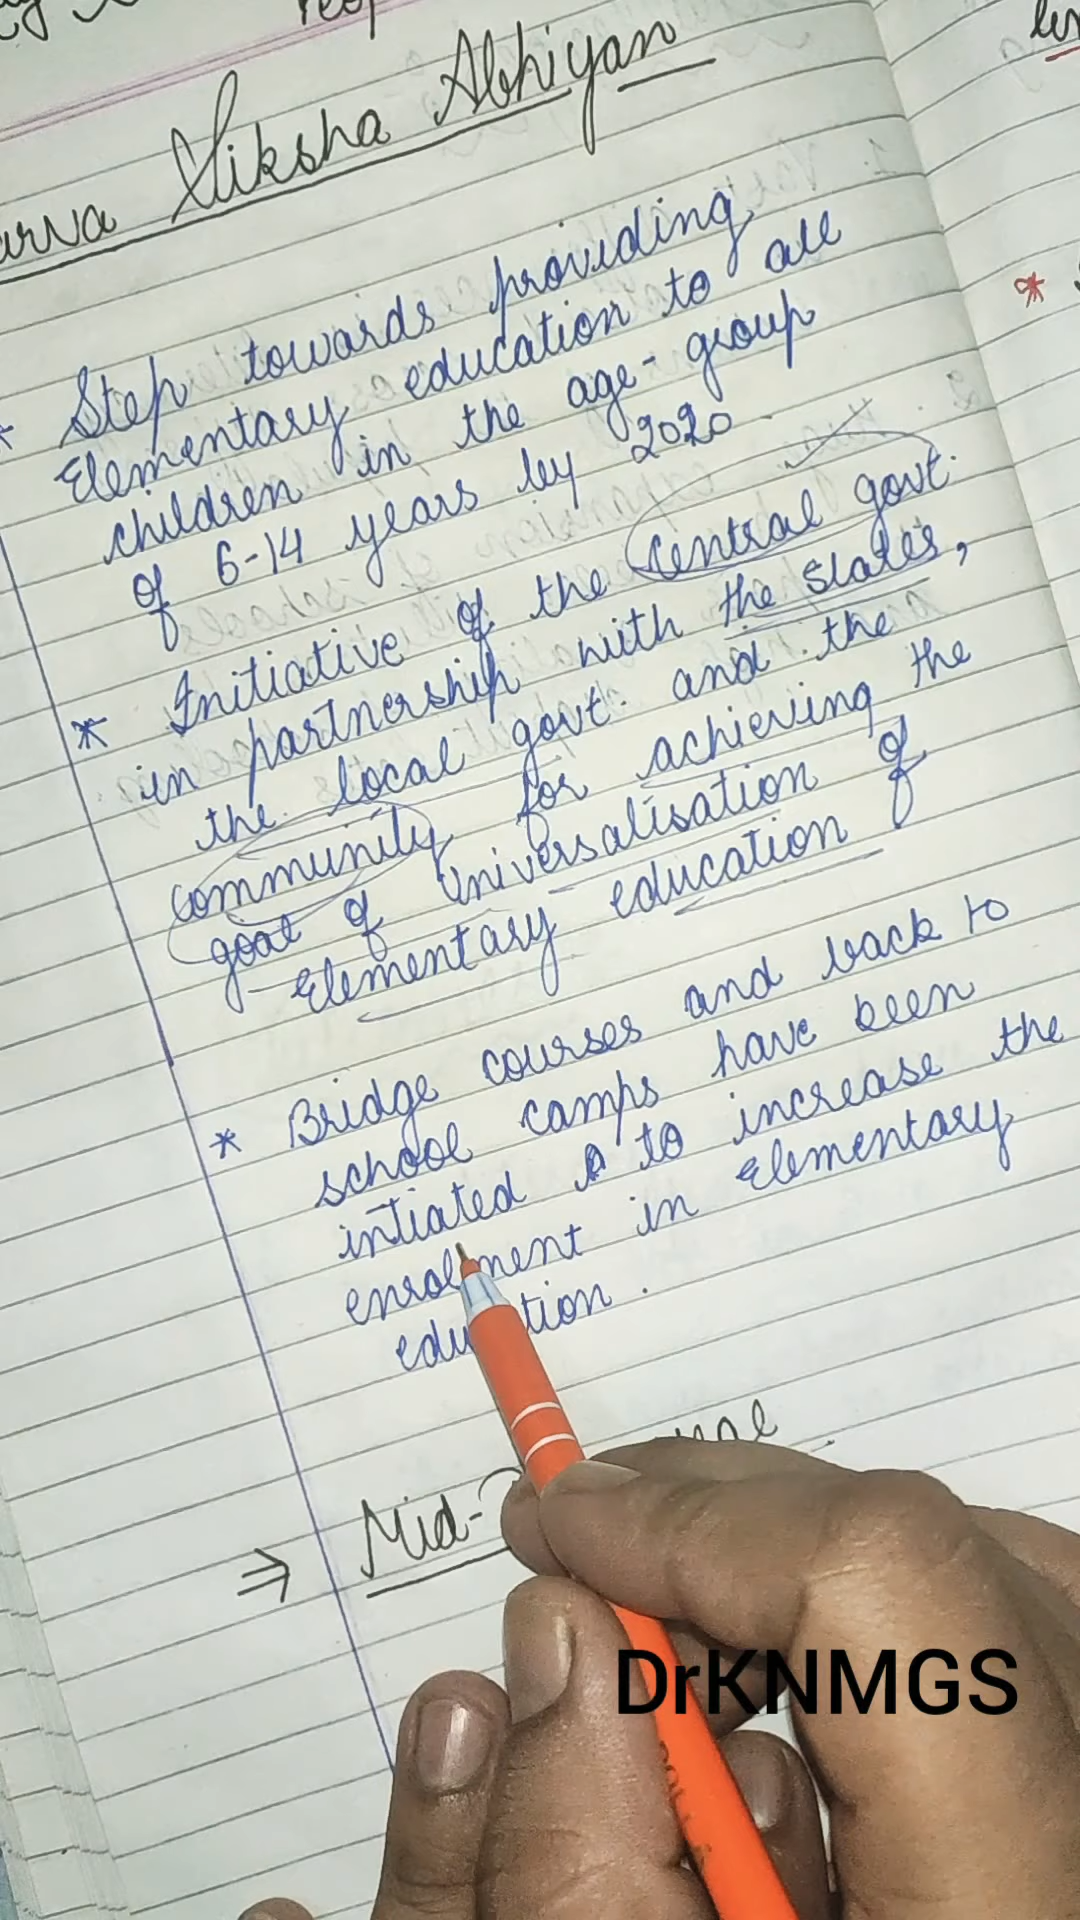 Siksha Abhiyan
* Step towards providing
Elementary education to all
children in the age-group
of 6-14 years by 2020
* Initiative of the central govt.
in partnership with the states,
the local govt. and the
community for achieving the
goal of Universalisation of
Elementary education
* Bridge courses and back to
school camps have been
intiated to increase the
enrolment in Elementary
education.
⇒ Mid-
DrKNMGS